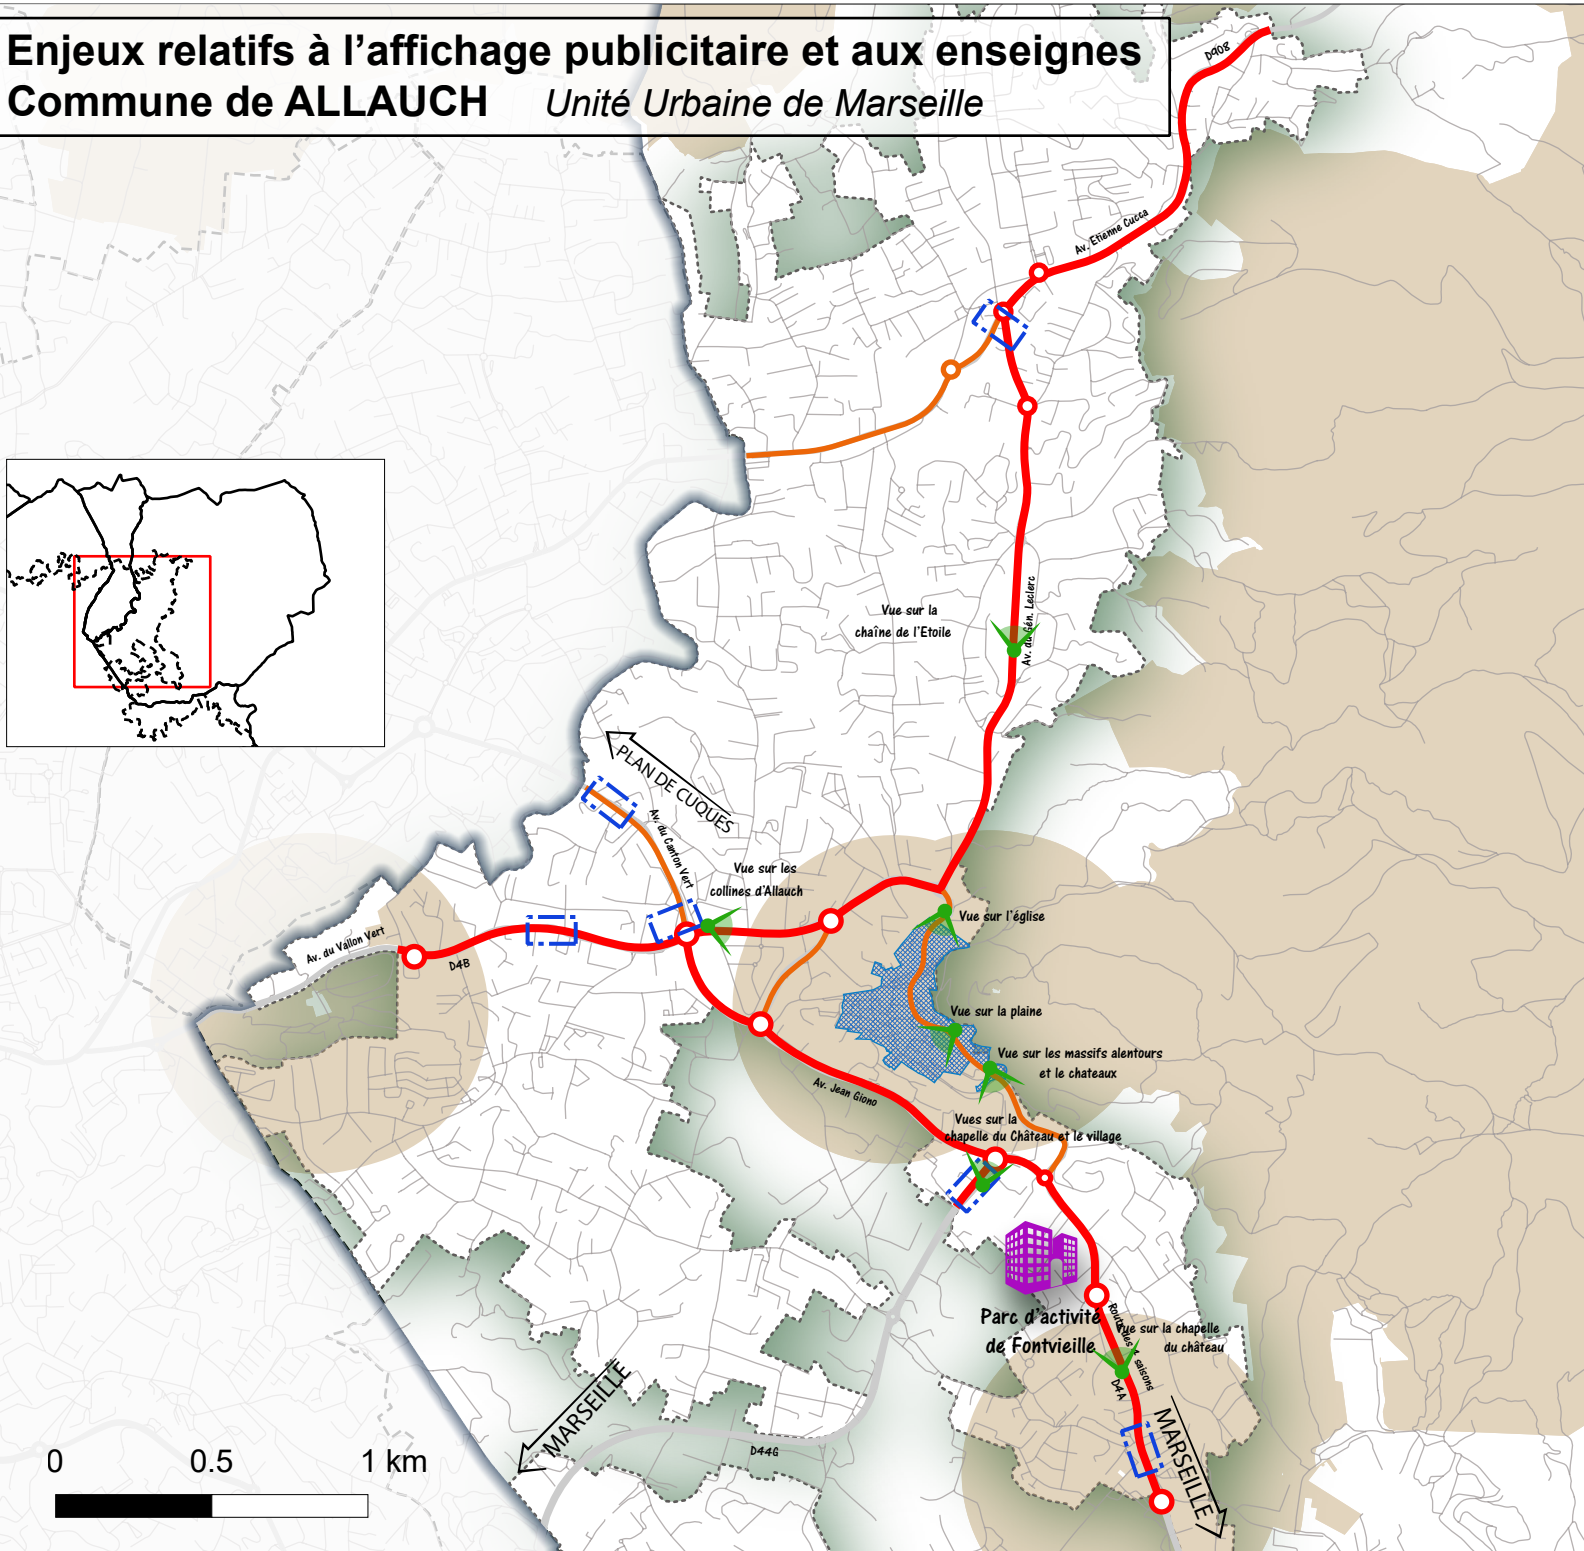 Enjeux relatifs à l'affichage publicitaire et aux enseignes
Commune de ALLAUCH Unité Urbaine de Marseille
D908
Av. Etienne Cucca
Vue sur la
chaîne de l'Etoile
Av. du Gén. Leclerc
PLAN DE CUQUES
Av. du Canton Vert
Vue sur les
collines d'Allauch
Vue sur l'église
Av. du Vallon Vert
D4B
Vue sur la plaine
Vue sur les massifs alentours
et le chateaux
Av. Jean Giono
Vues sur la
chapelle du Château et le village
Parc d'activité
de Fontvieille
Route des 4 saisons
Vue sur la chapelle
du château
D4A
MARSEILLE
MARSEILLE
D44G
0 0.5 1 km